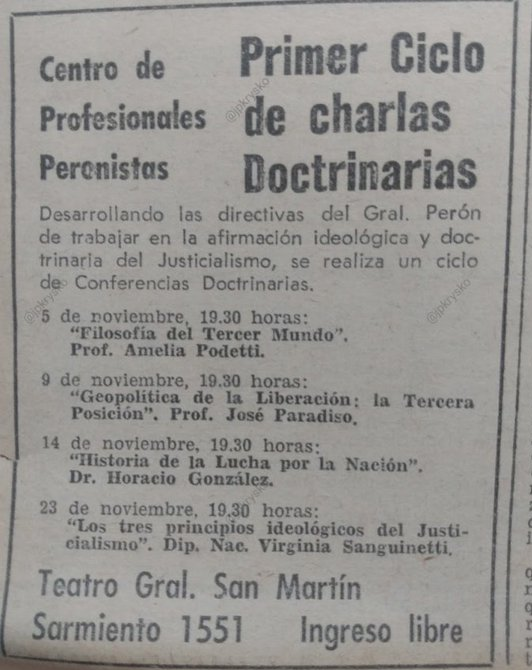 Centro de
Profesionales
Peronistas
Primer Ciclo
de charlas
Doctrinarias
Desarrollando las directivas del Gral. Perón
de trabajar en la afirmación ideológica y doc-
trinaria del Justicialismo, se realiza un ciclo
de Conferencias Doctrinarias.
5 de noviembre, 19.30 horas:
"Filosofía del Tercer Mundo".
Prof. Amelia Podetti.
9 de noviembre, 19.30 horas:
"Geopolítica de la Liberación: la Tercera
Posición". Prof. José Paradiso.
14 de noviembre, 19.30 horas:
"Historia de la Lucha por la Nación".
Dr. Horacio González.
23 de noviembre, 19.30 horas:
"Los tres principios ideológicos del Justi-
cialismo". Dip. Nac. Virginia Sanguinetti.
Teatro Gral. San Martín
Sarmiento 1551 Ingreso libre
@jpkrysko
@jpkrysko
@jpkrysko
@jpkrysko